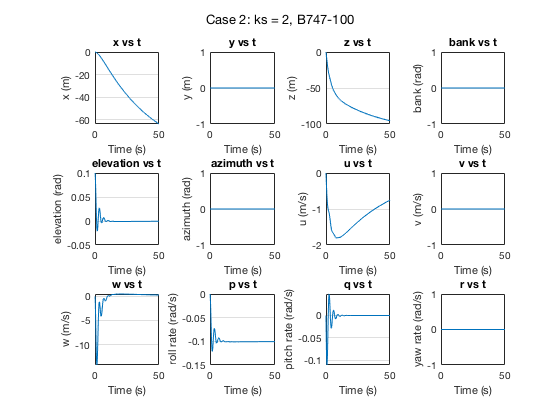 Case 2: ks = 2, B747-100
x vs t
y vs t
z vs t
bank vs t
x (m)
0
-20
-40
-60
0
50
Time (s)
y (m)
1
0
-1
0
50
Time (s)
z (m)
0
-50
-100
0
50
Time (s)
bank (rad)
1
0
-1
0
50
Time (s)
elevation vs t
azimuth vs t
u vs t
v vs t
elevation (rad)
0.1
0.05
0
-0.05
0
50
Time (s)
azimuth (rad)
1
0
-1
0
50
Time (s)
u (m/s)
0
-1
-2
0
50
Time (s)
v (m/s)
1
0
-1
0
50
Time (s)
w vs t
p vs t
q vs t
r vs t
w (m/s)
0
-5
-10
0
50
Time (s)
roll rate (rad/s)
0
-0.05
-0.1
-0.15
0
50
Time (s)
pitch rate (rad/s)
0
-0.05
-0.1
0
50
Time (s)
yaw rate (rad/s)
1
0
-1
0
50
Time (s)